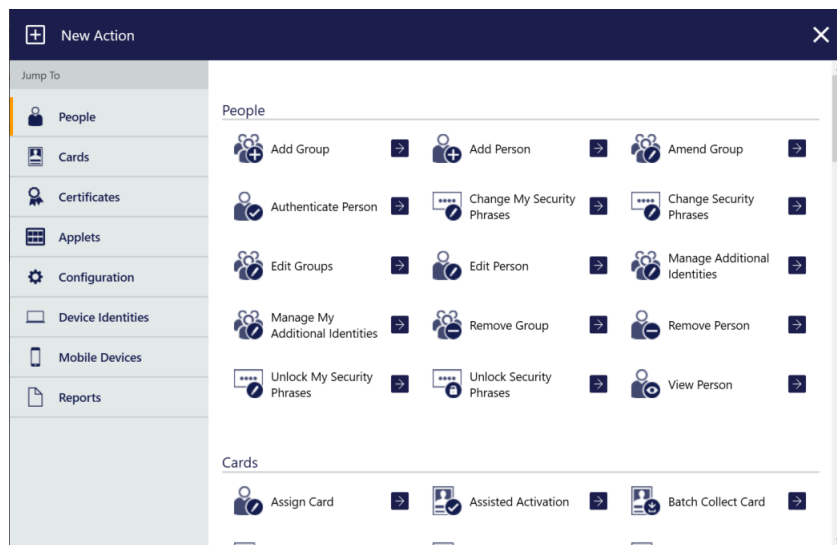 New Action
Jump To
People
Cards
Certificates
Applets
Configuration
Device Identities
Mobile Devices
Reports
People
Add Group
Add Person
Amend Group
Authenticate Person
Change My Security
Phrases
Change Security
Phrases
Edit Groups
Edit Person
Manage Additional
Identities
Manage My
Additional Identities
Remove Group
Remove Person
Unlock My Security
Phrases
Unlock Security
Phrases
View Person
Cards
Assign Card
Assisted Activation
Batch Collect Card